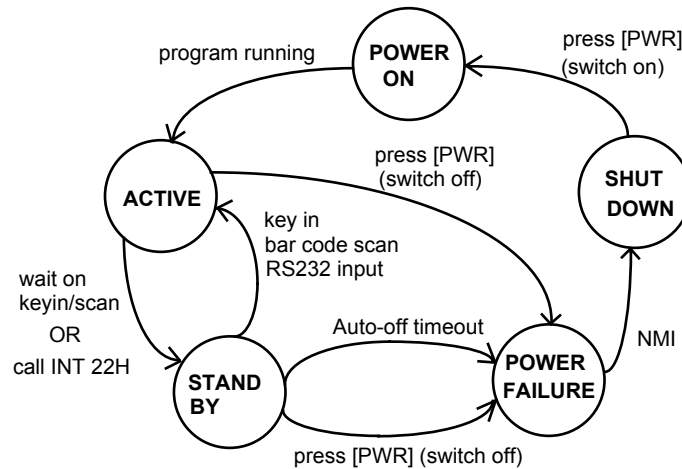 program running
POWER
ON
press [PWR]
(switch on)
ACTIVE
press [PWR]
(switch off)
SHUT
DOWN
key in
bar code scan
RS232 input
wait on
keyin/scan
OR
call INT 22H
Auto-off timeout
NMI
STAND
BY
POWER
FAILURE
press [PWR] (switch off)